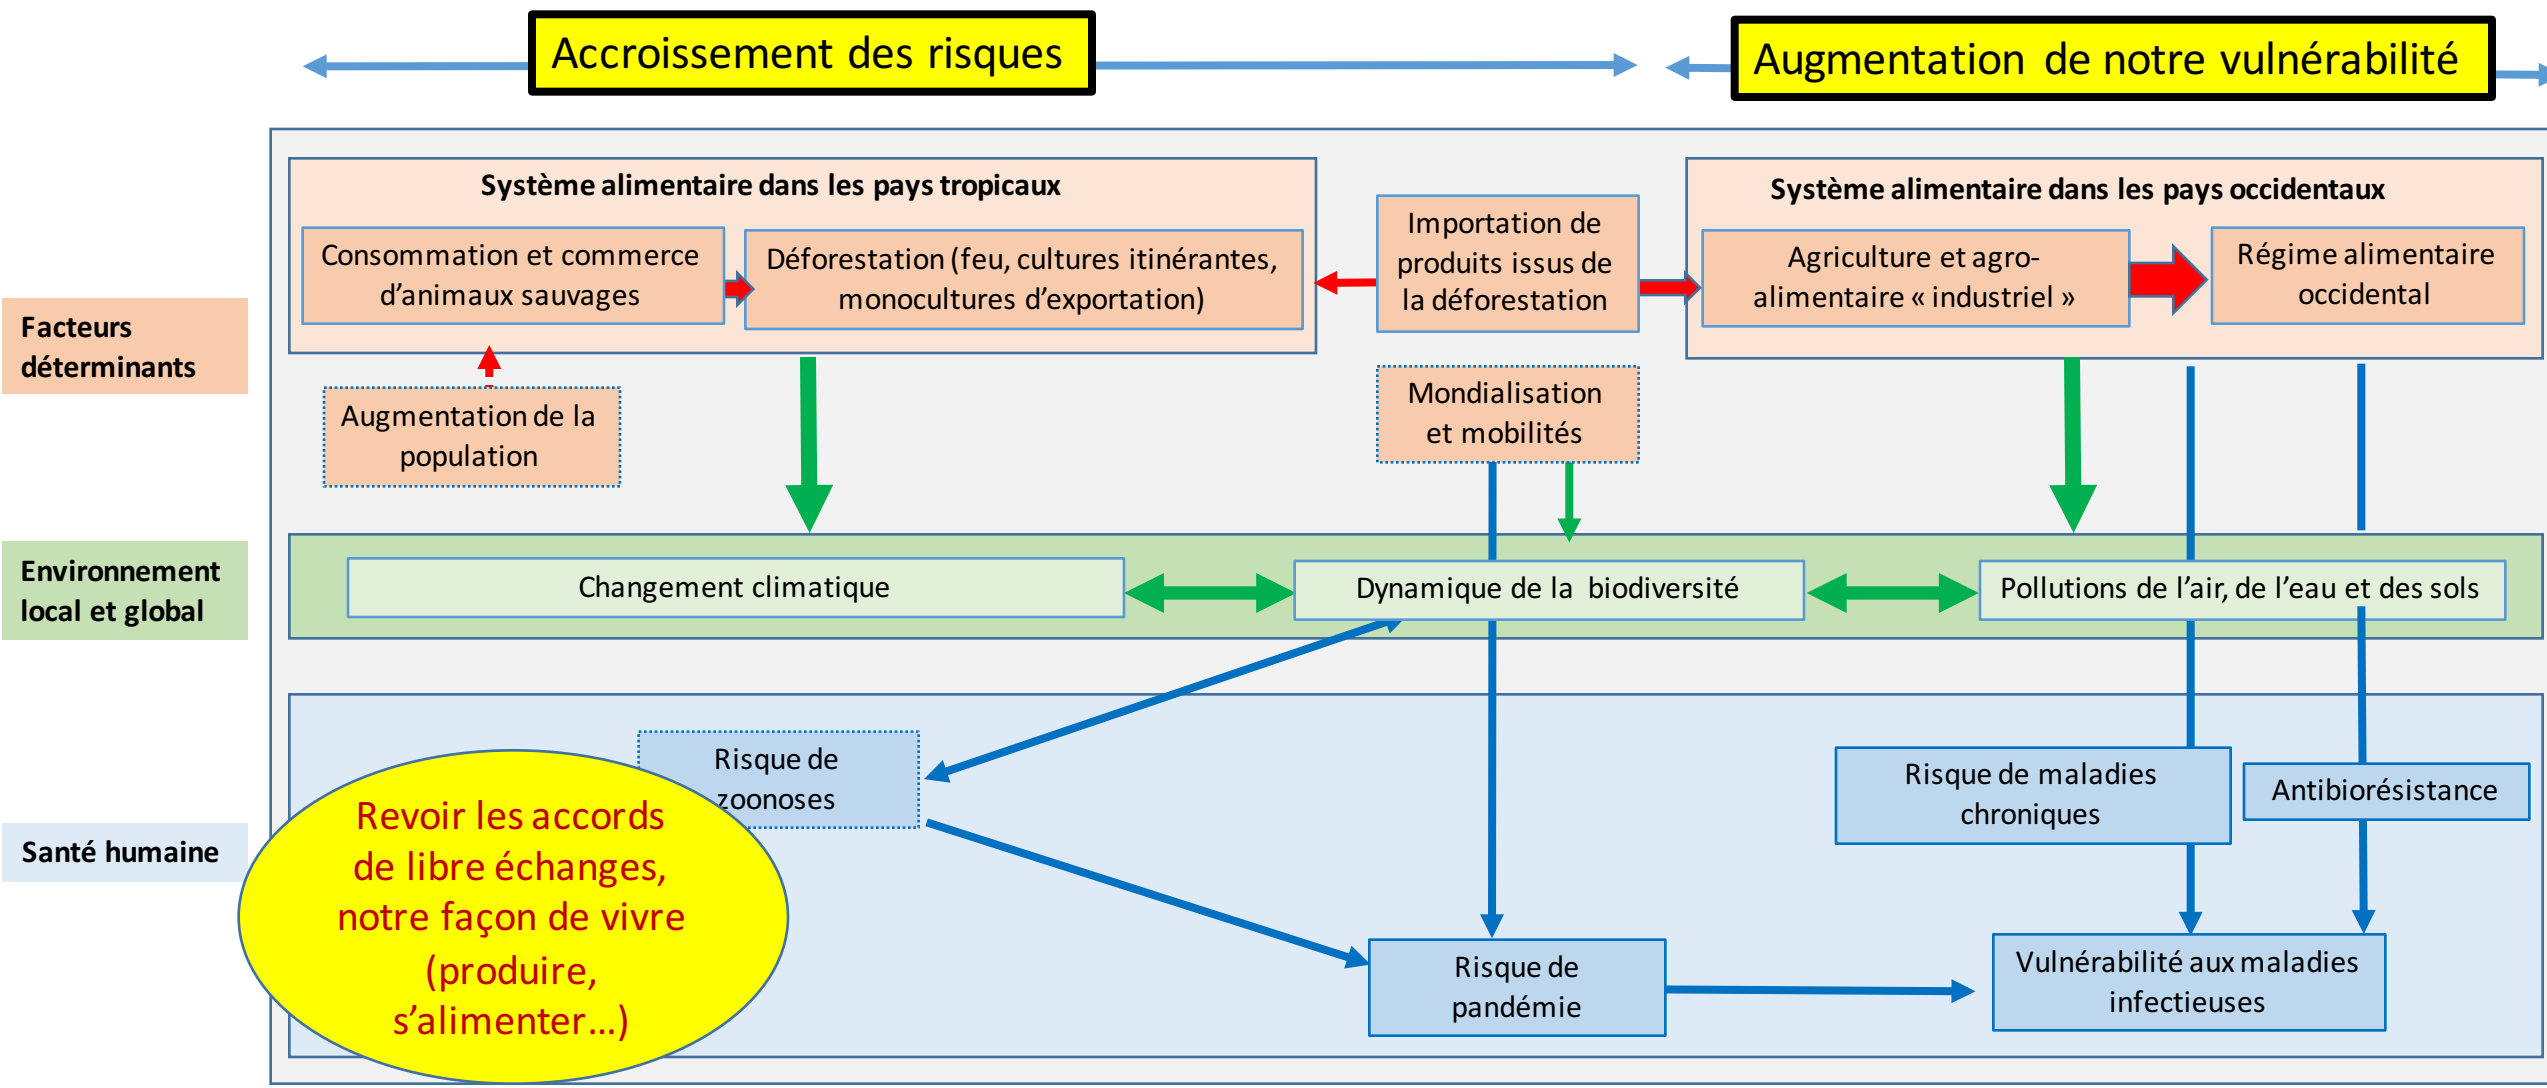 Accroissement des risques
Augmentation de notre vulnérabilité
Système alimentaire dans les pays tropicaux
Consommation et commerce
d’animaux sauvages
Déforestation (feu, cultures itinérantes,
monocultures d’exportation)
Importation de
produits issus de
la déforestation
Système alimentaire dans les pays occidentaux
Agriculture et agro-
alimentaire « industriel »
Régime alimentaire
occidental
Facteurs
déterminants
Augmentation de la
population
Mondialisation
et mobilités
Environnement
local et global
Changement climatique
Dynamique de la biodiversité
Pollutions de l’air, de l’eau et des sols
Santé humaine
Risque de
zoonoses
Risque de maladies
chroniques
Antibiorésistance
Revoir les accords
de libre échanges,
notre façon de vivre
(produire,
s’alimenter...)
Risque de
pandémie
Vulnérabilité aux maladies
infectieuses